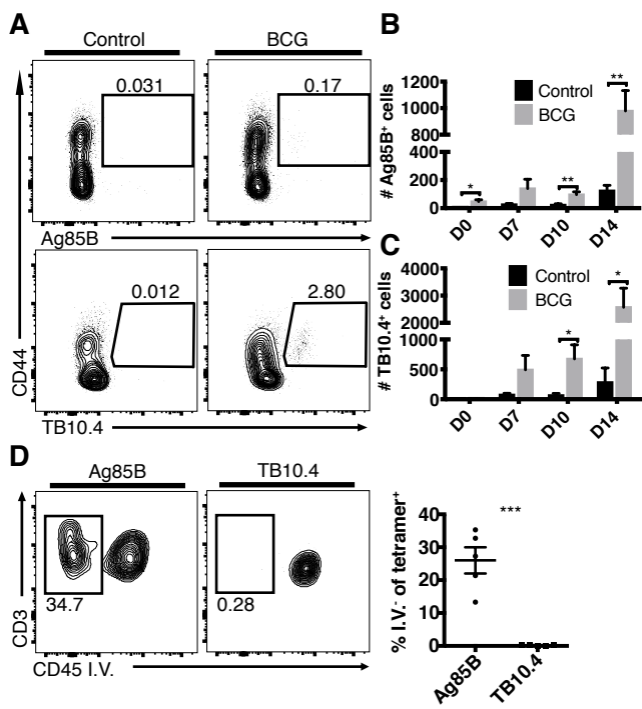 A
Control
BCG
0.031
0.17
Ag85B
0.012
2.80
CD44
TB10.4
B
# Ag85B⁺ cells
1200
1000
800
400
200
0
Control
BCG
*
**
**
D0
D7
D10
D14
C
# TB10.4⁺ cells
4000
3000
2000
1000
500
0
Control
BCG
*
*
D0
D7
D10
D14
D
Ag85B
TB10.4
34.7
0.28
CD3
CD45 I.V.
% I.V.⁻ of tetramer⁺
40
30
20
10
0
***
Ag85B
TB10.4